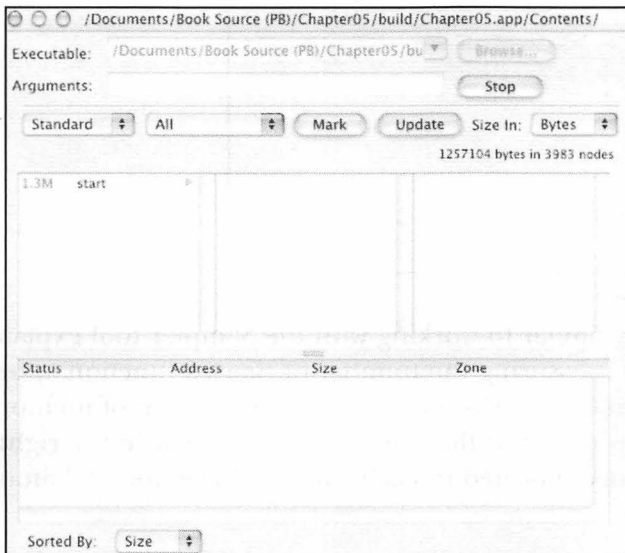 /Documents/Book Source (PB)/Chapter05/build/Chapter05.app/Contents/
Executable: /Documents/Book Source (PB)/Chapter05/bu Browse...
Arguments: Stop
Standard All Mark Update Size In: Bytes
1257104 bytes in 3983 nodes
1.3M start
Status Address Size Zone
Sorted By: Size